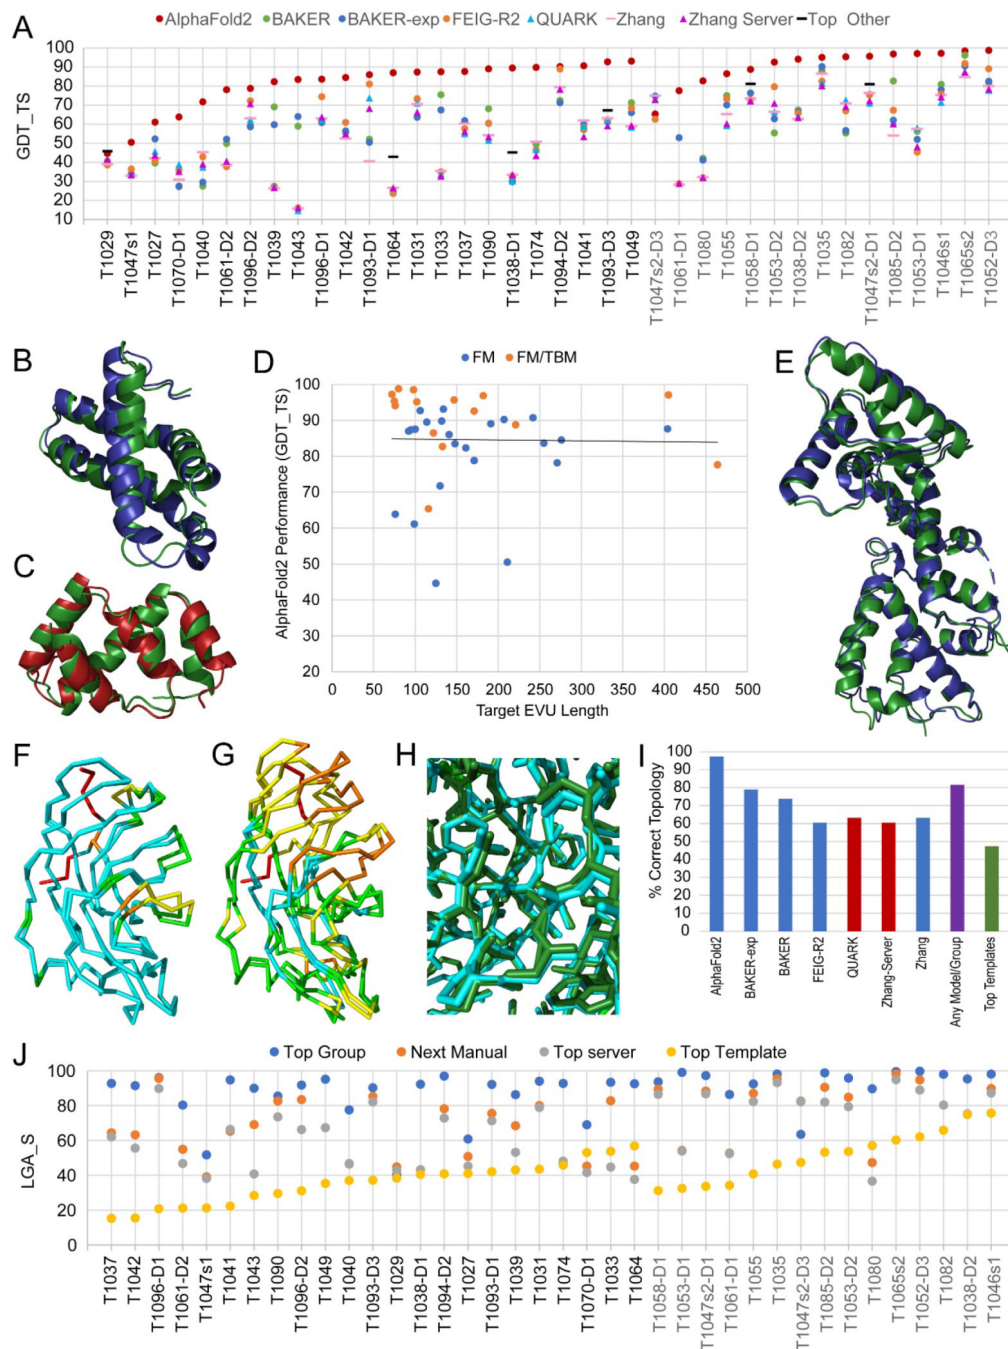 A
AlphaFold2 BAKER BAKER-exp FEIG-R2 QUARK Zhang Zhang Server Top Other
GDT_TS
100
90
80
70
60
50
40
30
20
10
T1029
T1047s1
T1027
T1070-D1
T1040
T1061-D2
T1096-D2
T1039
T1043
T1096-D1
T1042
T1093-D1
T1064
T1031
T1033
T1037
T1090
T1038-D1
T1074
T1094-D2
T1041
T1093-D3
T1049
T1047s2-D3
T1061-D1
T1080
T1055
T1058-D1
T1053-D2
T1038-D2
T1035
T1082
T1047s2-D1
T1085-D2
T1053-D1
T1046s1
T1065s2
T1052-D3
B
C
D
FM FM/TBM
AlphaFold2 Performance (GDT_TS)
100
90
80
70
60
50
40
30
20
0 50 100 150 200 250 300 350 400 450 500
Target EVU Length
E
F
G
H
I
% Correct Topology
100
90
80
70
60
50
40
30
20
10
0
AlphaFold2
BAKER-exp
BAKER
FEIG-R2
QUARK
Zhang-Server
Zhang
Any Model/Group
Top Templates
J
Top Group Next Manual Top server Top Template
LGA_S
100
80
60
40
20
0
T1037
T1042
T1096-D1
T1061-D2
T1047s1
T1041
T1043
T1090
T1096-D2
T1049
T1040
T1093-D3
T1029
T1038-D1
T1094-D2
T1027
T1093-D1
T1039
T1031
T1074
T1070-D1
T1033
T1064
T1058-D1
T1053-D1
T1047s2-D1
T1061-D1
T1055
T1035
T1047s2-D3
T1085-D2
T1053-D2
T1080
T1065s2
T1052-D3
T1082
T1038-D2
T1046s1